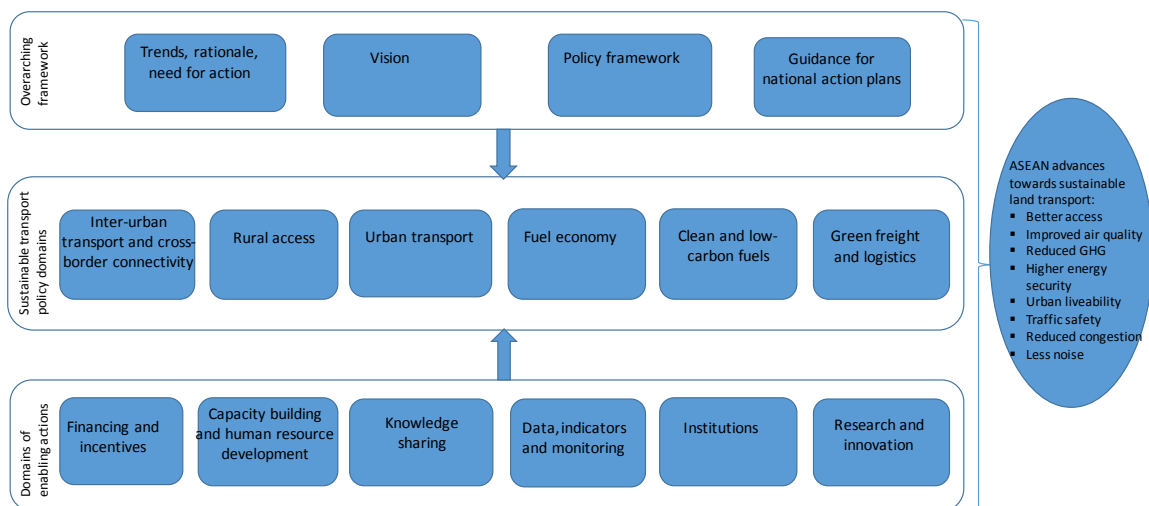 Overarching
framework
Trends, rationale,
need for action
Vision
Policy framework
Guidance for
national action plans
Sustainable transport
policy domains
Inter-urban
transport and cross-
border connectivity
Rural access
Urban transport
Fuel economy
Clean and low-
carbon fuels
Green freight
and logistics
Domains of
enabling actions
Financing and
incentives
Capacity building
and human resource
development
Knowledge
sharing
Data, indicators
and monitoring
Institutions
Research and
innovation
ASEAN advances
towards sustainable
land transport:
▪ Better access
▪ Improved air quality
▪ Reduced GHG
▪ Higher energy
security
▪ Urban liveability
▪ Traffic safety
▪ Reduced congestion
▪ Less noise